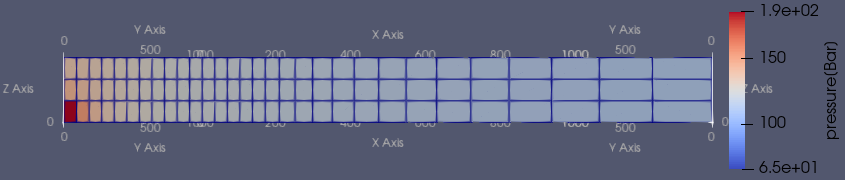 Y Axis
X Axis
Y Axis
0
500
200
400
600
800
1000
500
0
Z Axis
Z Axis
0
0
0
500
200
400
600
800
1000
500
0
Y Axis
X Axis
Y Axis
1.9e+02
150
100
6.5e+01
pressure(Bar)